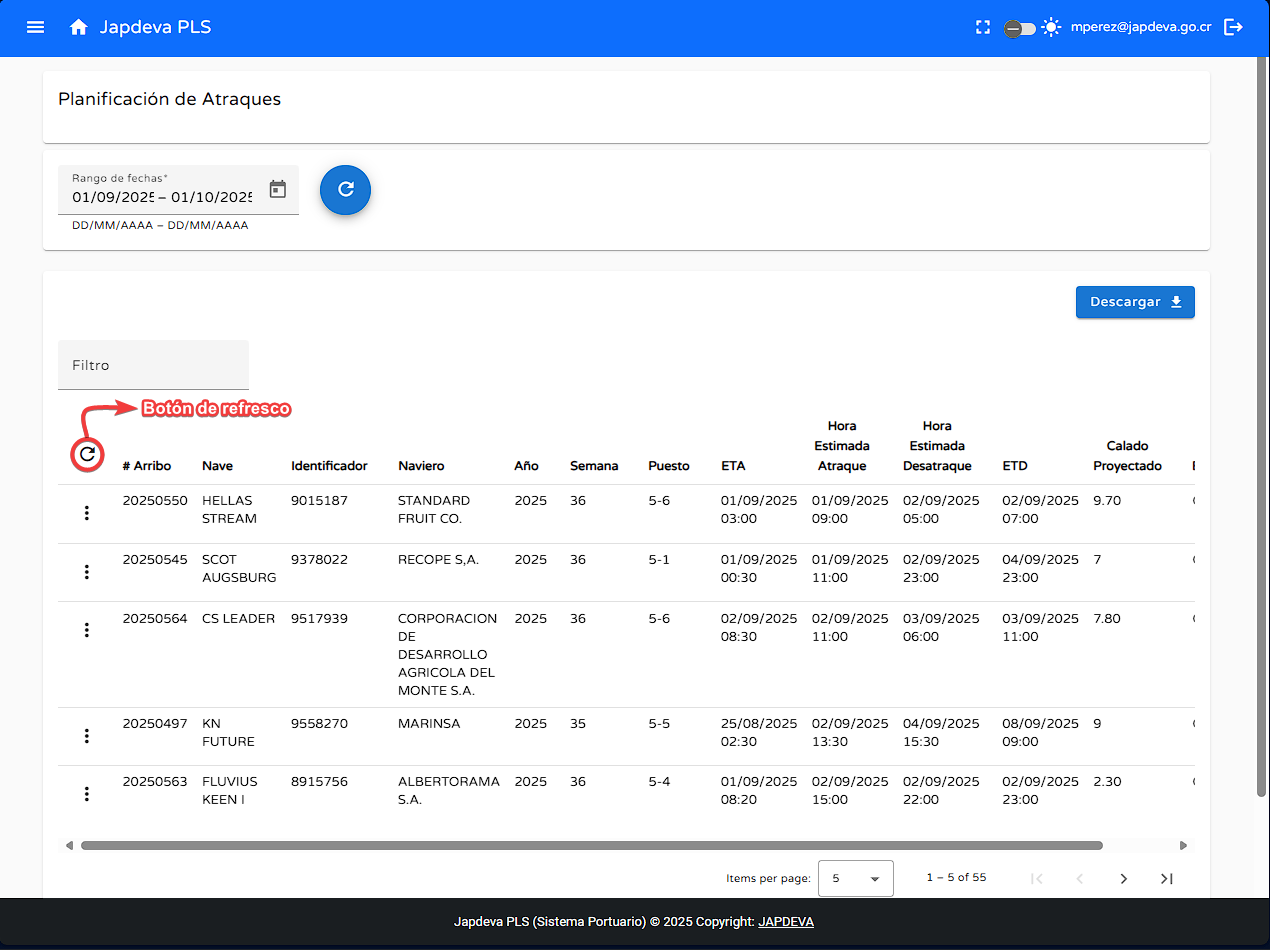 Japdeva PLS
mperez@japdeva.go.cr
Planificación de Atraques
Rango de fechas*
01/09/2025 – 01/10/2025
DD/MM/AAAA – DD/MM/AAAA
Descargar
Filtro
Botón de refresco
# Arribo Nave Identificador Naviero Año Semana Puesto ETA Hora Estimada Atraque Hora Estimada Desatraque ETD Calado Proyectado
20250550 HELLAS STREAM 9015187 STANDARD FRUIT CO. 2025 36 5-6 01/09/2025 03:00 01/09/2025 09:00 02/09/2025 05:00 02/09/2025 07:00 9.70
20250545 SCOT AUGSBURG 9378022 RECOPE S,A. 2025 36 5-1 01/09/2025 00:30 01/09/2025 11:00 02/09/2025 23:00 04/09/2025 23:00 7
20250564 CS LEADER 9517939 CORPORACION DE DESARROLLO AGRICOLA DEL MONTE S.A. 2025 36 5-6 02/09/2025 08:30 02/09/2025 11:00 03/09/2025 06:00 03/09/2025 11:00 7.80
20250497 KN FUTURE 9558270 MARINSA 2025 35 5-5 25/08/2025 02:30 02/09/2025 13:30 04/09/2025 15:30 08/09/2025 09:00 9
20250563 FLUVIUS KEEN I 8915756 ALBERTORAMA S.A. 2025 36 5-4 01/09/2025 08:20 02/09/2025 15:00 02/09/2025 22:00 02/09/2025 23:00 2.30
Items per page: 5 1 – 5 of 55
Japdeva PLS (Sistema Portuario) © 2025 Copyright: JAPDEVA